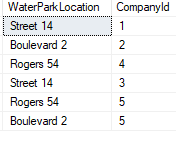 WaterParkLocation CompanyId
Street 14 1
Boulevard 2 2
Rogers 54 4
Street 14 3
Rogers 54 5
Boulevard 2 5